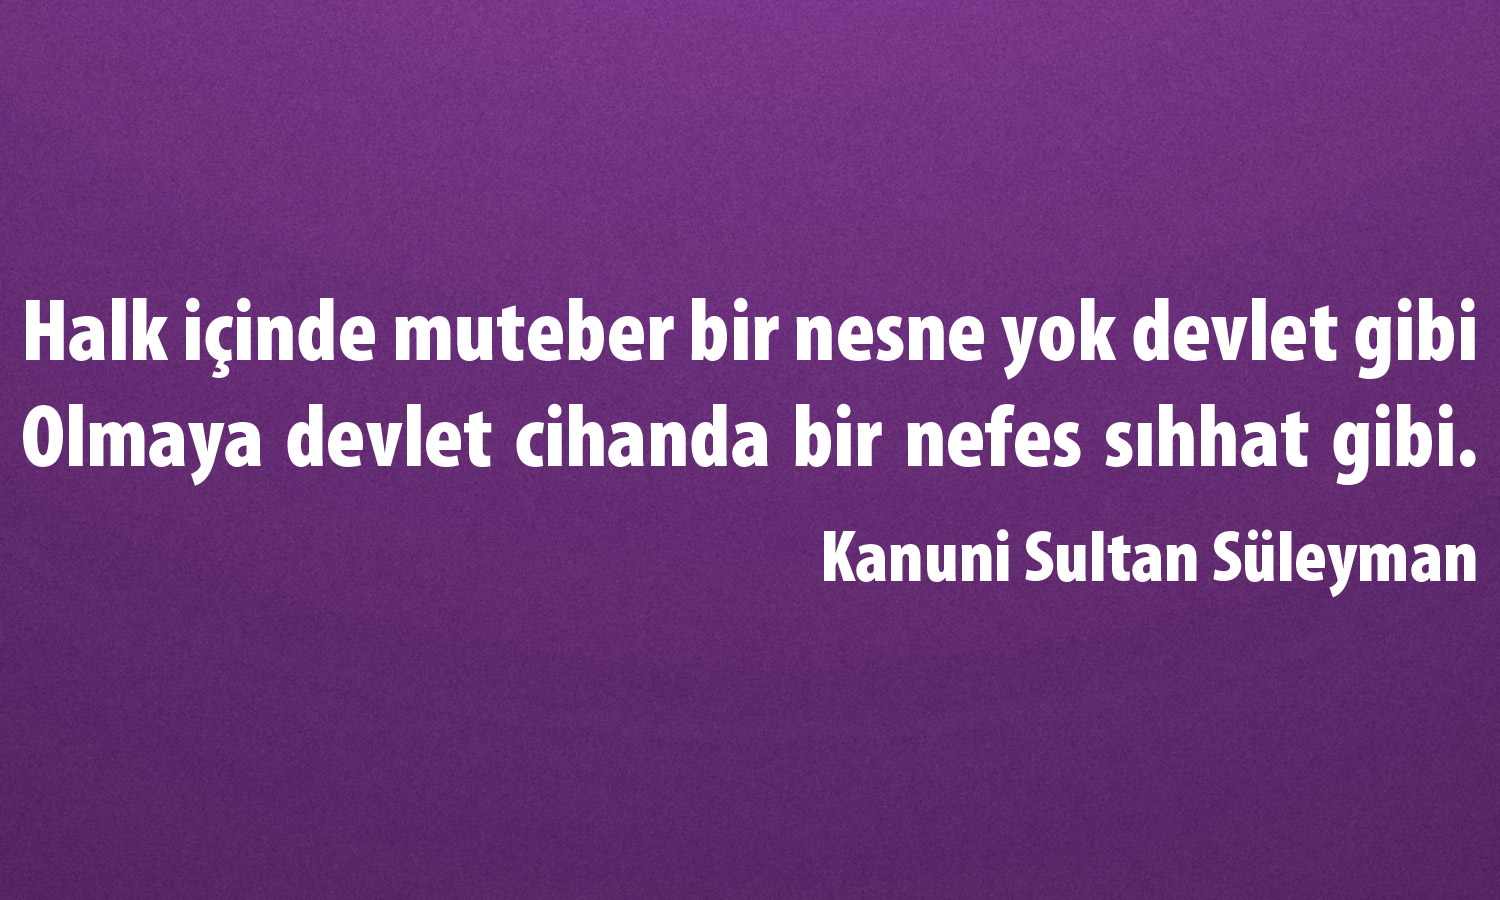 Halk içinde muteber bir nesne yok devlet gibi
Olmaya devlet cihanda bir nefes sıhhat gibi.
Kanuni Sultan Süleyman